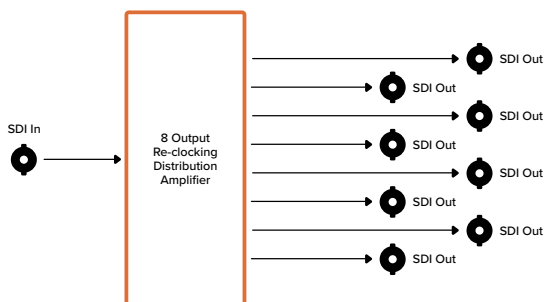 SDI In
8 Output
Re-clocking
Distribution
Amplifier
SDI Out
SDI Out
SDI Out
SDI Out
SDI Out
SDI Out
SDI Out
SDI Out